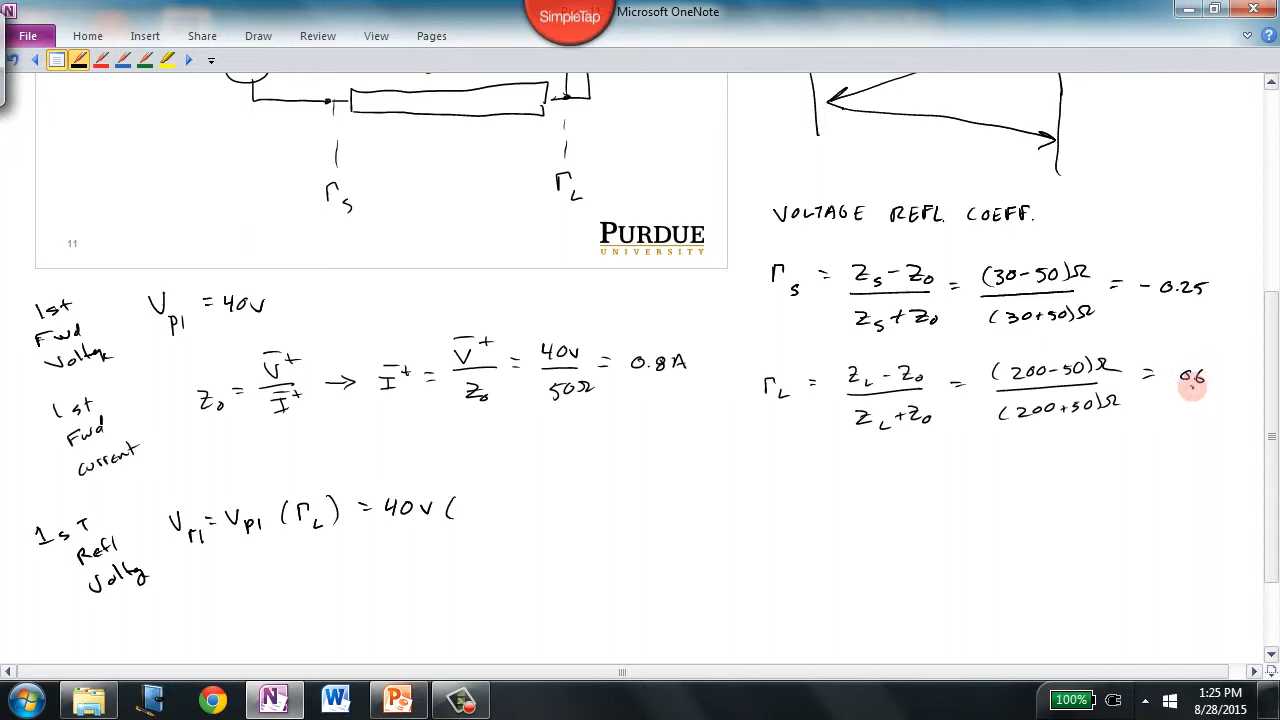 SimpleTap
Page 11 - Microsoft OneNote
File Home Insert Share Draw Review View Pages
Γs ΓL
11
PURDUE
UNIVERSITY
1st Fwd Voltage
Vp1 = 40V
1st Fwd current
Z0 = V̅+ / I̅+ → I̅+ = V̅+ / Z0 = 40V / 50Ω = 0.8A
1sT Refl Voltg
Vr1 = Vp1 (ΓL) = 40V (
VOLTAGE REFL. COEFF.
Γs = Zs - Z0 / Zs + Z0 = (30-50)Ω / (30+50)Ω = - 0.25
ΓL = ZL - Z0 / ZL + Z0 = (200-50)Ω / (200+50)Ω = 0.6
100%
1:25 PM
8/28/2015